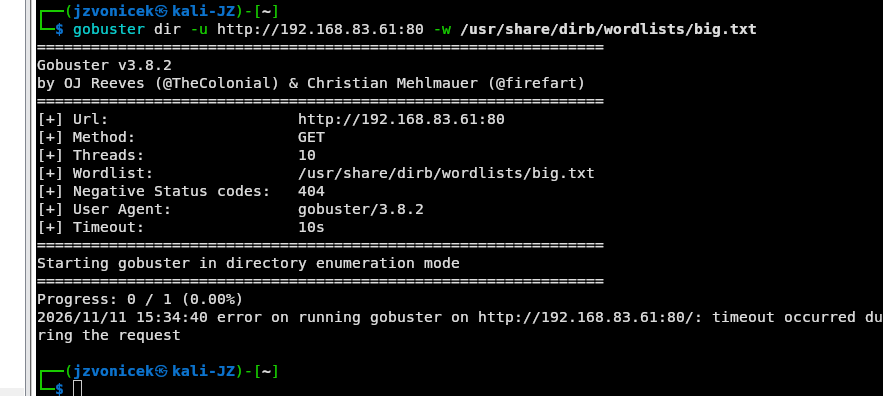 ┌──(jzvonicek㉿kali-JZ)-[~]
└─$ gobuster dir -u http://192.168.83.61:80 -w /usr/share/dirb/wordlists/big.txt
===============================================================
Gobuster v3.8.2
by OJ Reeves (@TheColonial) & Christian Mehlmauer (@firefart)
===============================================================
[+] Url:                     http://192.168.83.61:80
[+] Method:                  GET
[+] Threads:                 10
[+] Wordlist:                /usr/share/dirb/wordlists/big.txt
[+] Negative Status codes:   404
[+] User Agent:              gobuster/3.8.2
[+] Timeout:                 10s
===============================================================
Starting gobuster in directory enumeration mode
===============================================================
Progress: 0 / 1 (0.00%)
2026/11/11 15:34:40 error on running gobuster on http://192.168.83.61:80/: timeout occurred du
ring the request
┌──(jzvonicek㉿kali-JZ)-[~]
└─$